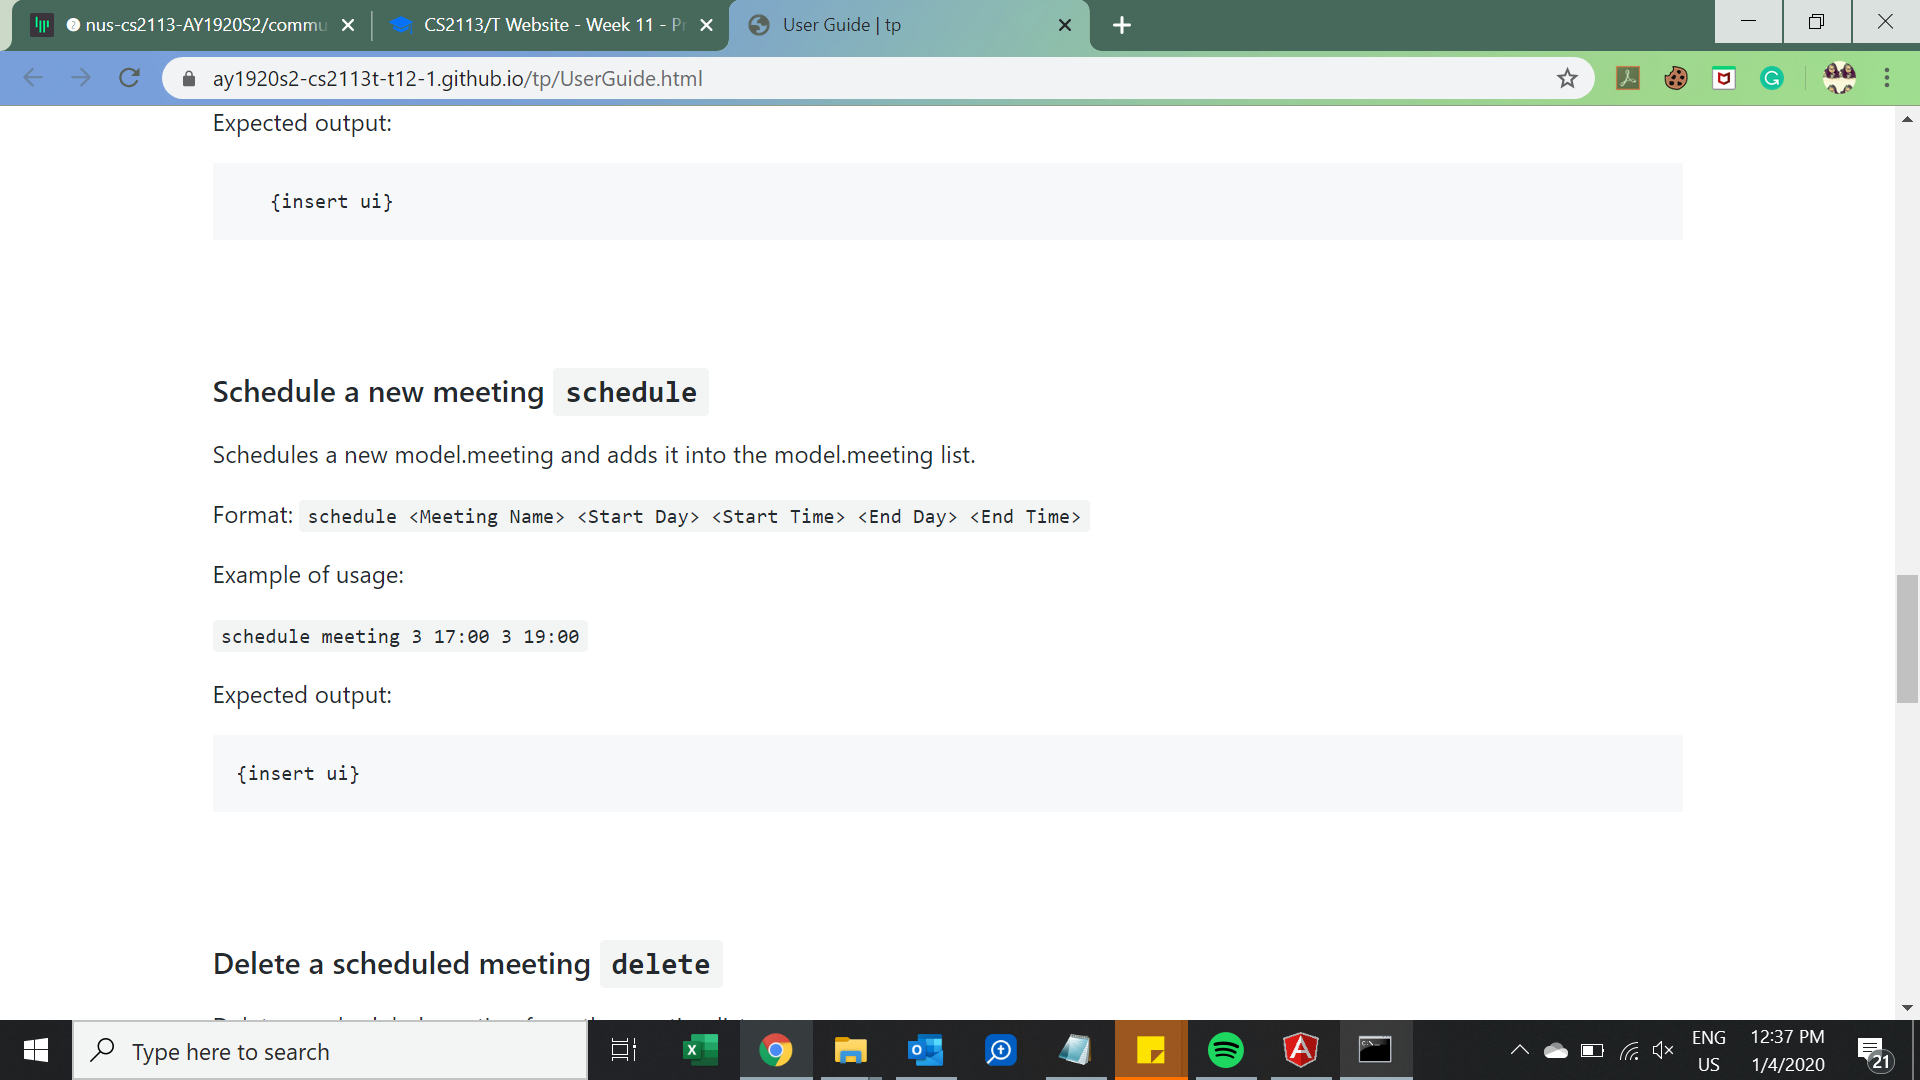 nus-cs2113-AY1920S2/commu
CS2113/T Website - Week 11 - Pr
User Guide | tp
ay1920s2-cs2113t-t12-1.github.io/tp/UserGuide.html
Expected output:
{insert ui}
Schedule a new meeting schedule
Schedules a new model.meeting and adds it into the model.meeting list.
Format: schedule <Meeting Name> <Start Day> <Start Time> <End Day> <End Time>
Example of usage:
schedule meeting 3 17:00 3 19:00
Expected output:
{insert ui}
Delete a scheduled meeting delete
Type here to search
ENG
US
12:37 PM
1/4/2020
21